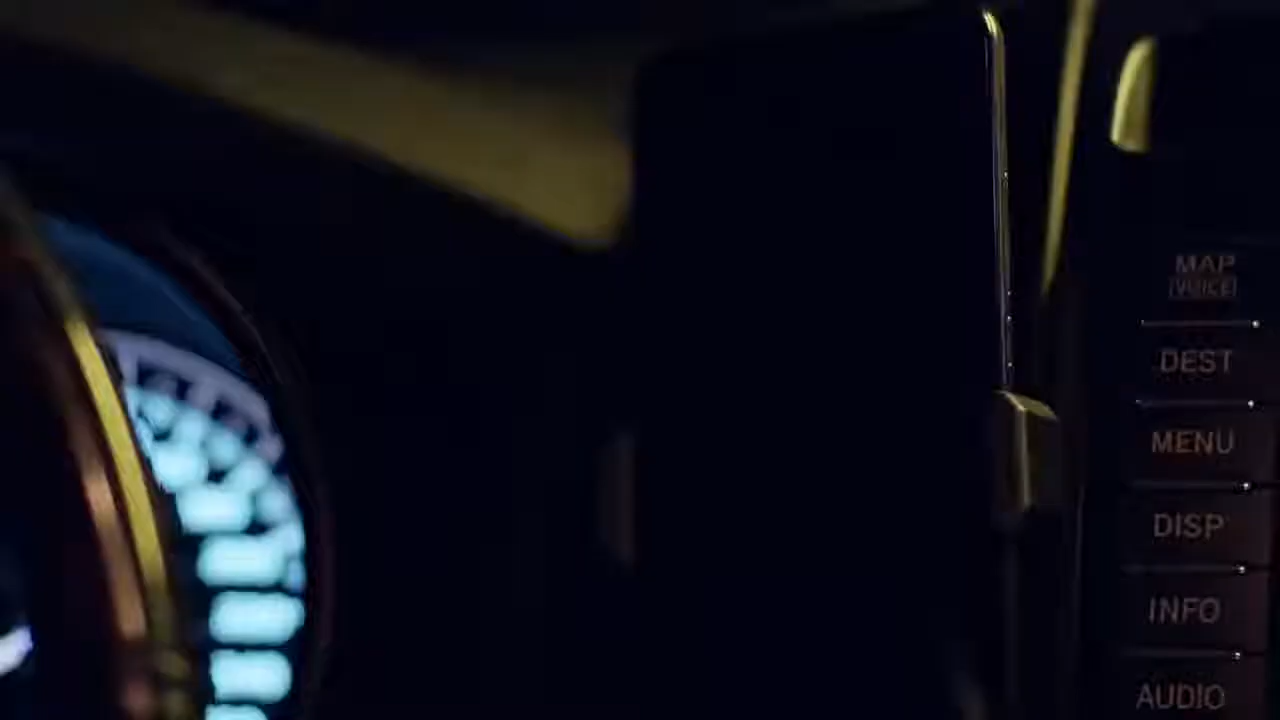 MAP
(VOICE)
DEST
MENU
DISP
INFO
AUDIO